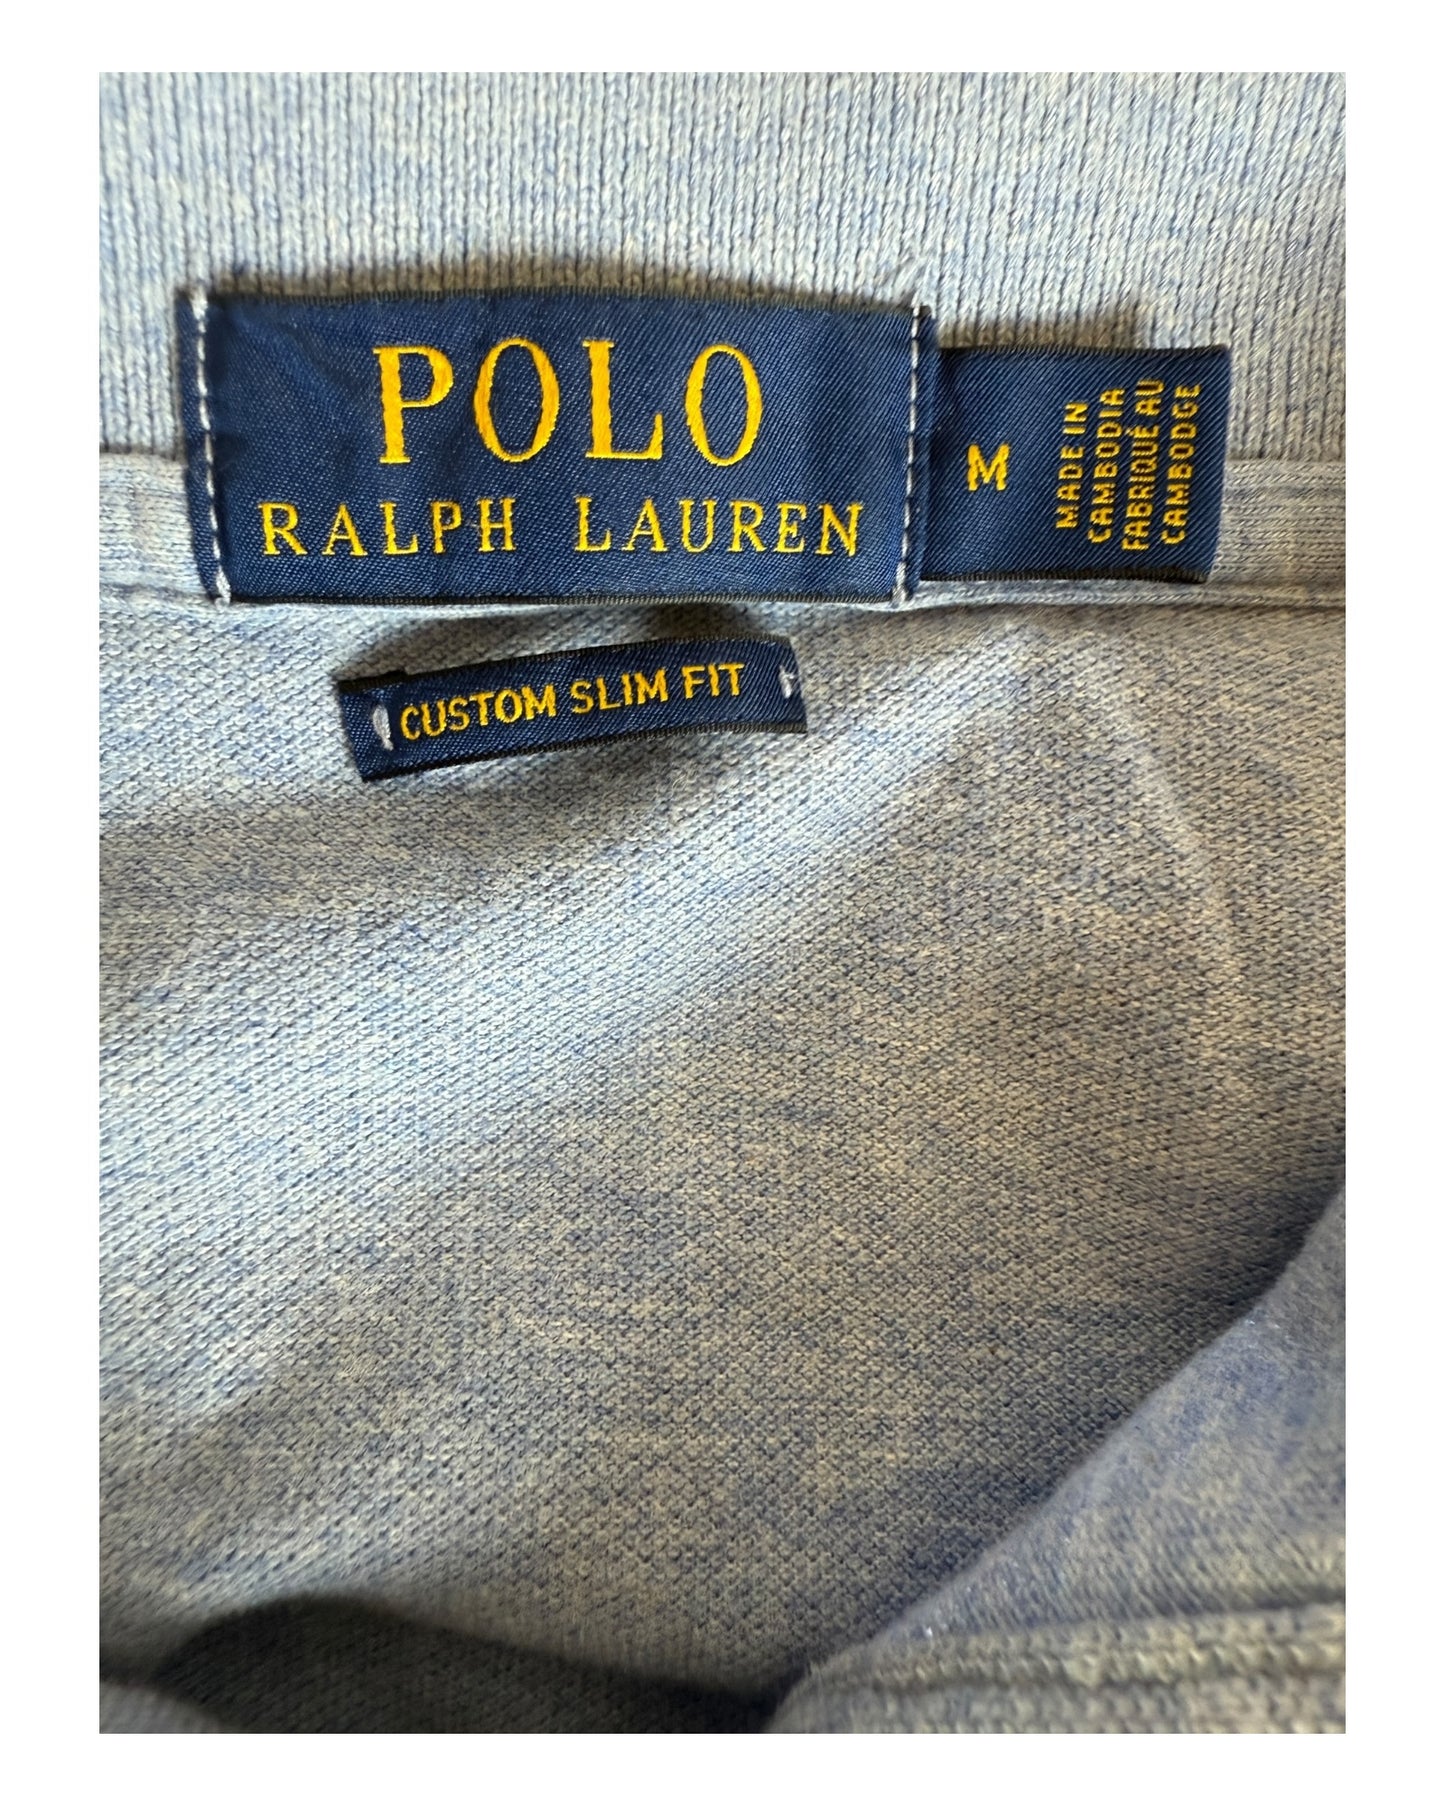 POLO
RALPH LAUREN
M
MADE IN
CAMBODIA
FABRIQUÉ AU
CAMBODGE
CUSTOM SLIM FIT